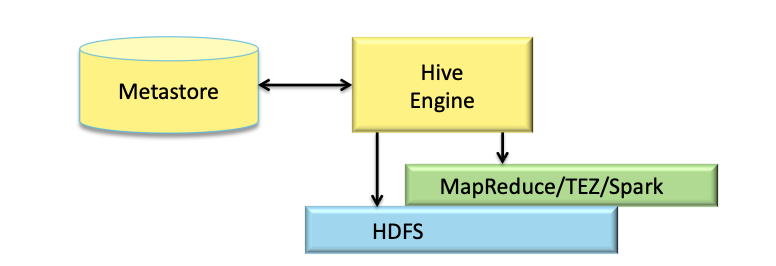 Metastore
Hive
Engine
MapReduce/TEZ/Spark
HDFS